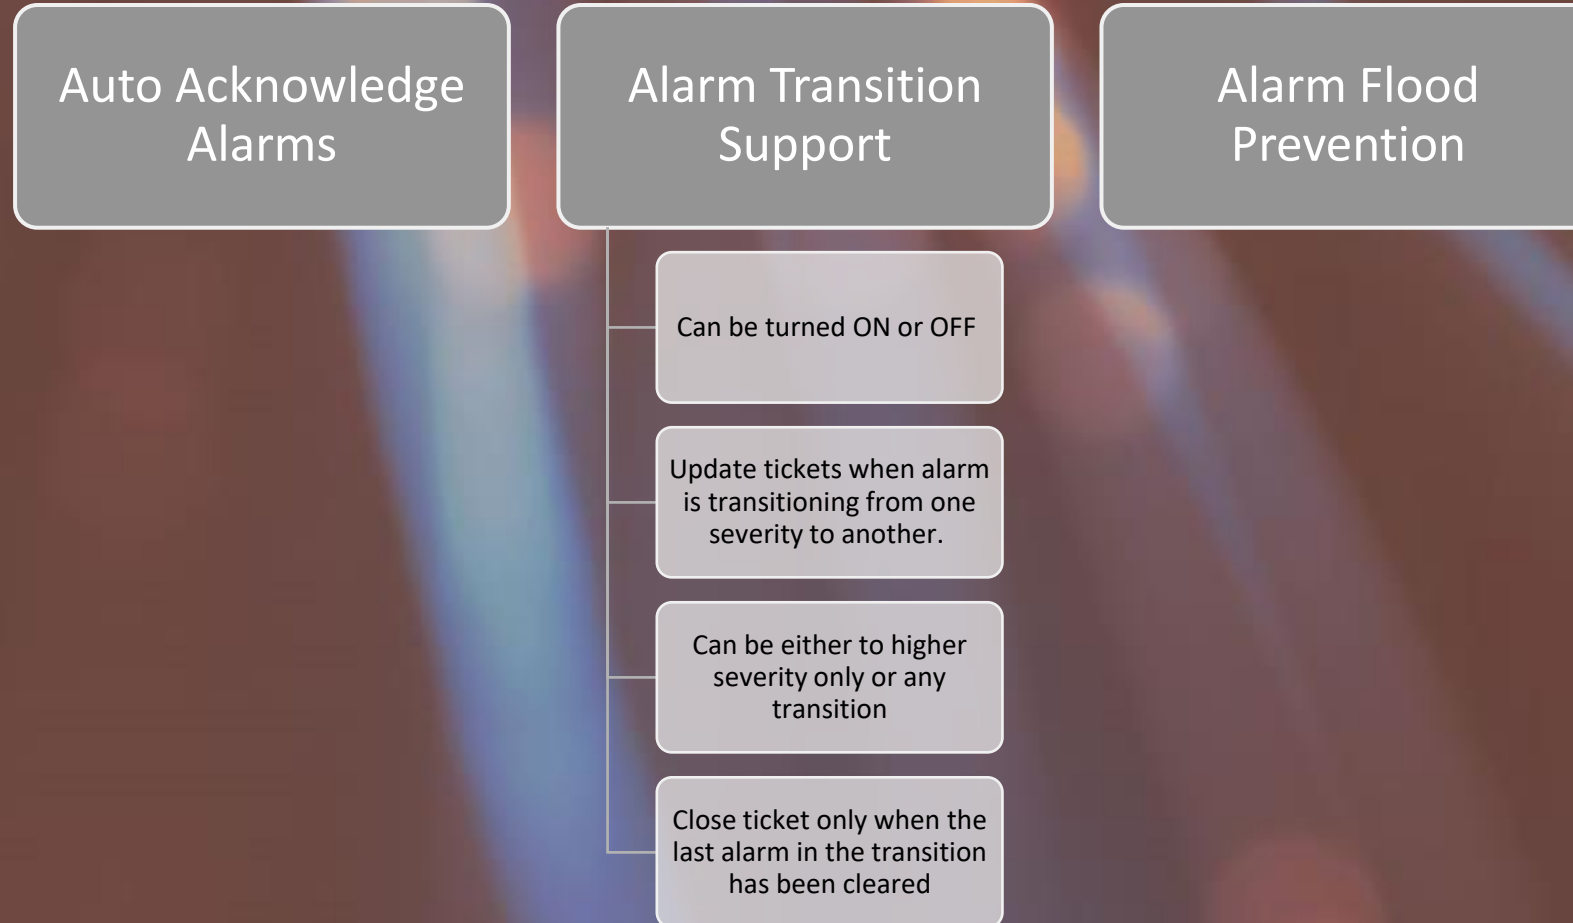 Auto Acknowledge
Alarms
Alarm Transition
Support
Alarm Flood
Prevention
Can be turned ON or OFF
Update tickets when alarm
is transitioning from one
severity to another.
Can be either to higher
severity only or any
transition
Close ticket only when the
last alarm in the transition
has been cleared